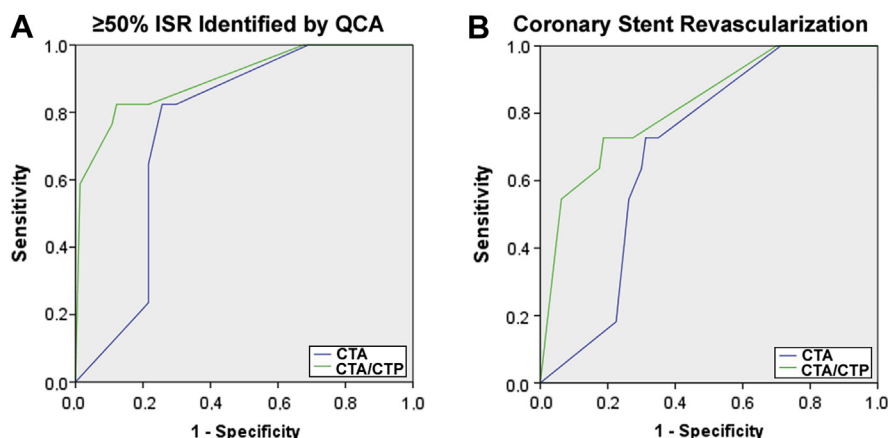 A
≥50% ISR Identified by QCA
1.0
0.8
0.6
0.4
0.2
0.0
Sensitivity
CTA
CTA/CTP
0.0 0.2 0.4 0.6 0.8 1.0
1 - Specificity
B
Coronary Stent Revascularization
1.0
0.8
0.6
0.4
0.2
0.0
Sensitivity
CTA
CTA/CTP
0.0 0.2 0.4 0.6 0.8 1.0
1 - Specificity